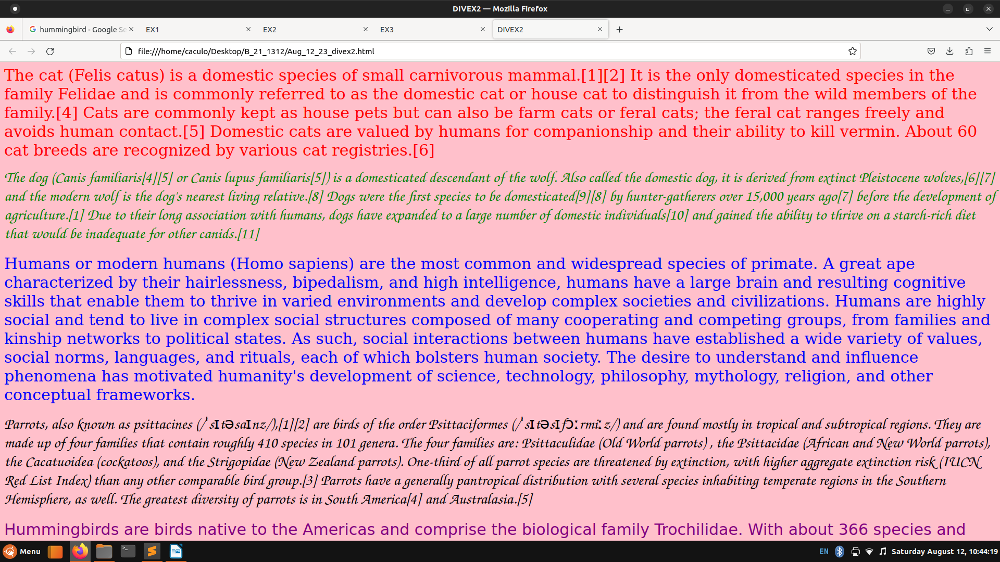 DIVEX2 — Mozilla Firefox
hummingbird - Google Se
EX1
EX2
EX3
DIVEX2
file:///home/caculo/Desktop/B_21_1312/Aug_12_23_divex2.html
The cat (Felis catus) is a domestic species of small carnivorous mammal.[1][2] It is the only domesticated species in the
family Felidae and is commonly referred to as the domestic cat or house cat to distinguish it from the wild members of the
family.[4] Cats are commonly kept as house pets but can also be farm cats or feral cats; the feral cat ranges freely and
avoids human contact.[5] Domestic cats are valued by humans for companionship and their ability to kill vermin. About 60
cat breeds are recognized by various cat registries.[6]
The dog (Canis familiaris[4][5] or Canis lupus familiaris[5]) is a domesticated descendant of the wolf. Also called the domestic dog, it is derived from extinct Pleistocene wolves,[6][7]
and the modern wolf is the dog's nearest living relative.[8] Dogs were the first species to be domesticated[9][8] by hunter-gatherers over 15,000 years ago[7] before the development of
agriculture.[1] Due to their long association with humans, dogs have expanded to a large number of domestic individuals[10] and gained the ability to thrive on a starch-rich diet
that would be inadequate for other canids.[11]
Humans or modern humans (Homo sapiens) are the most common and widespread species of primate. A great ape
characterized by their hairlessness, bipedalism, and high intelligence, humans have a large brain and resulting cognitive
skills that enable them to thrive in varied environments and develop complex societies and civilizations. Humans are highly
social and tend to live in complex social structures composed of many cooperating and competing groups, from families and
kinship networks to political states. As such, social interactions between humans have established a wide variety of values,
social norms, languages, and rituals, each of which bolsters human society. The desire to understand and influence
phenomena has motivated humanity's development of science, technology, philosophy, mythology, religion, and other
conceptual frameworks.
Parrots, also known as psittacines (/ˈsɪtəsaɪnz/),[1][2] are birds of the order Psittaciformes (/ˈsɪtəsɪfɔːrmiːz/) and are found mostly in tropical and subtropical regions. They are
made up of four families that contain roughly 410 species in 101 genera. The four families are: Psittaculidae (Old World parrots) , the Psittacidae (African and New World parrots),
the Cacatuoidea (cockatoos), and the Strigopidae (New Zealand parrots). One-third of all parrot species are threatened by extinction, with higher aggregate extinction risk (IUCN
Red List Index) than any other comparable bird group.[3] Parrots have a generally pantropical distribution with several species inhabiting temperate regions in the Southern
Hemisphere, as well. The greatest diversity of parrots is in South America[4] and Australasia.[5]
Hummingbirds are birds native to the Americas and comprise the biological family Trochilidae. With about 366 species and
Menu
EN
Saturday August 12, 10:44:19